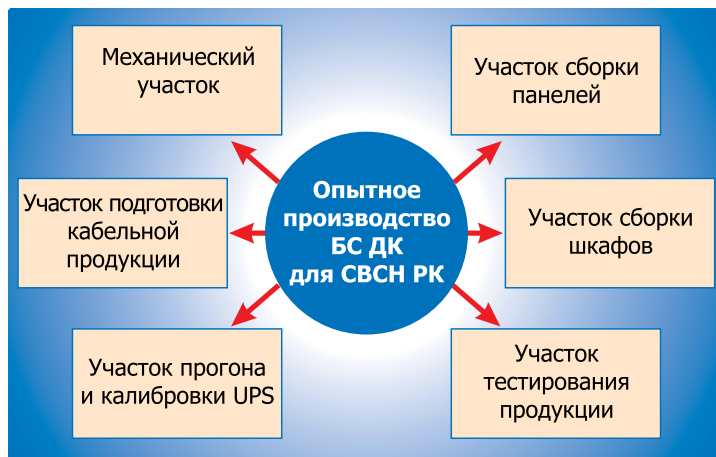 Механический
участок
Участок сборки
панелей
Опытное
производство
БС ДК
для СВСН РК
Участок подготовки
кабельной
продукции
Участок сборки
шкафов
Участок прогона
и калибровки UPS
Участок
тестирования
продукции